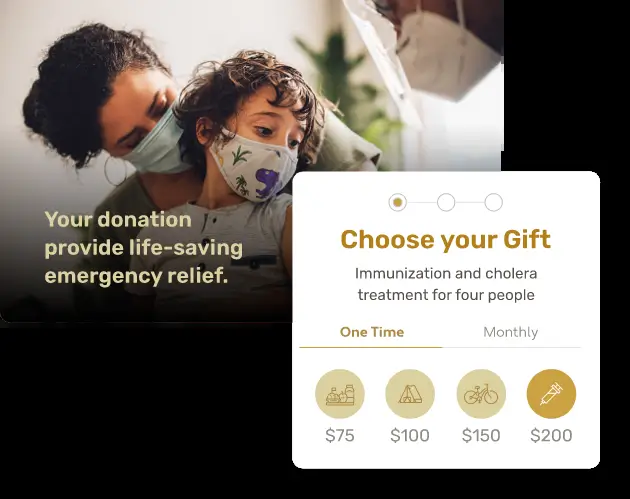 Your donation
provide life-saving
emergency relief.
Choose your Gift
Immunization and cholera
treatment for four people
One Time Monthly
$75 $100 $150 $200